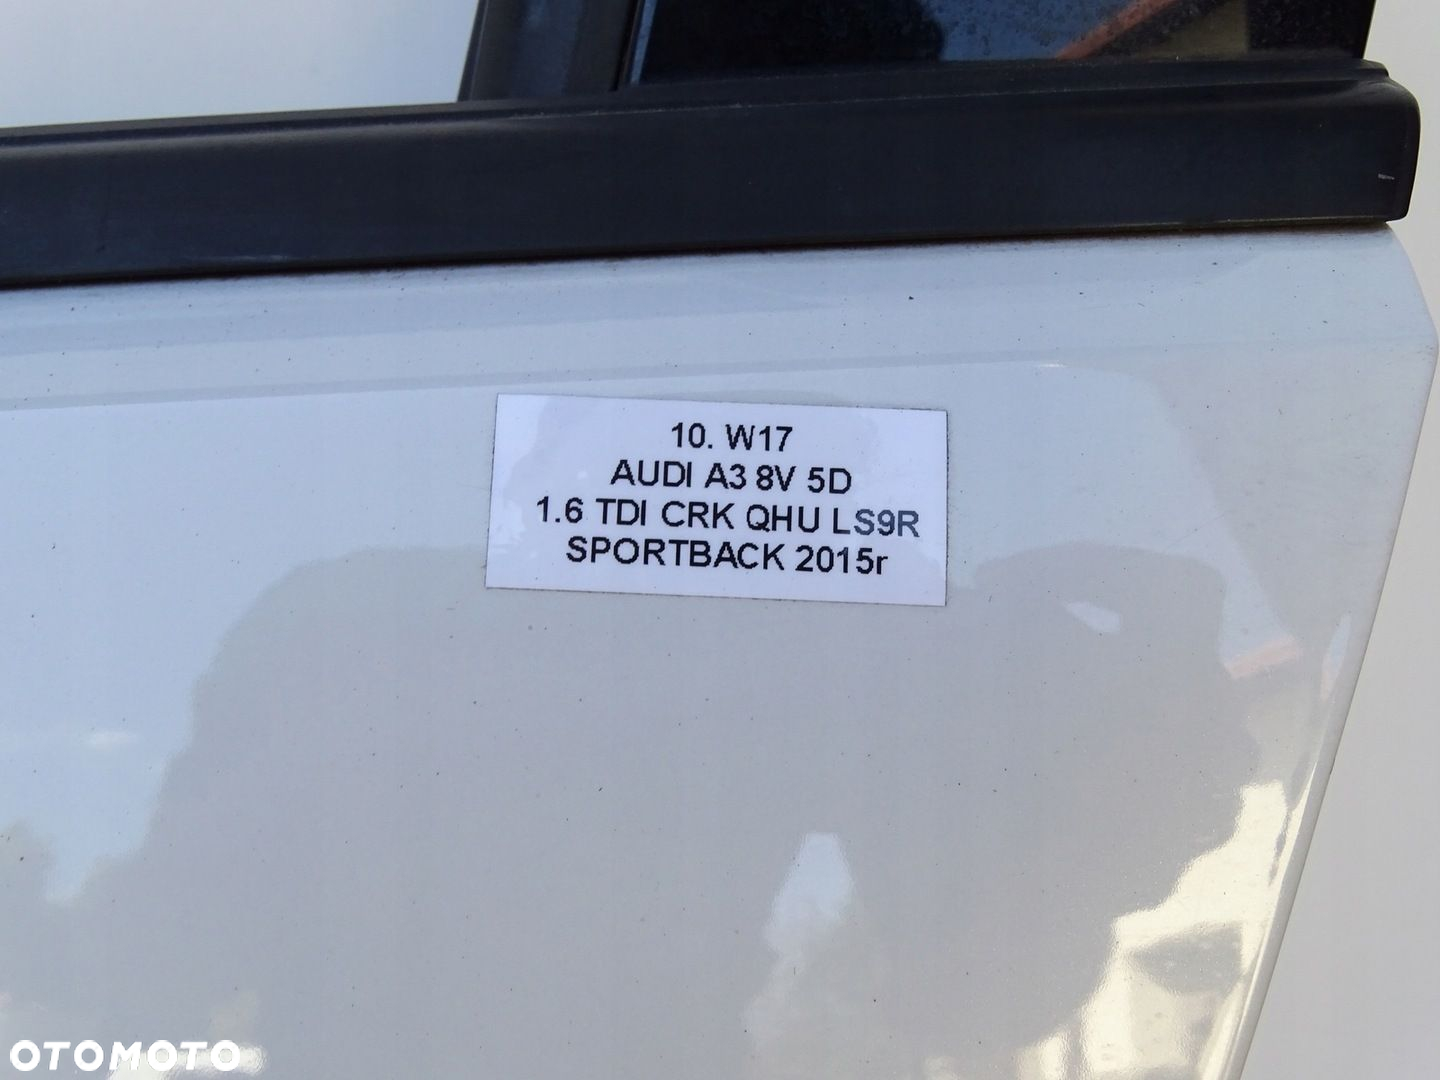 10. W17
AUDI A3 8V 5D
1.6 TDI CRK QHU LS9R
SPORTBACK 2015r
OTOMOTO